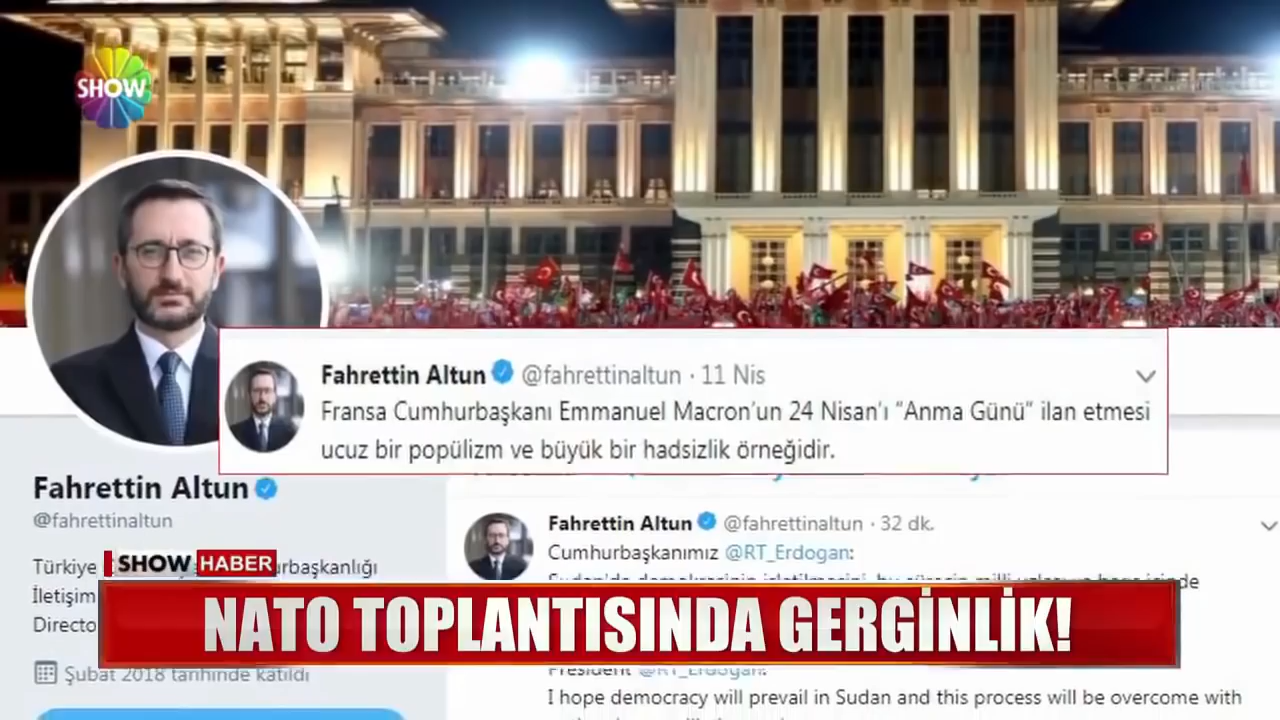 SHOW
Fahrettin Altun @fahrettinaltun · 11 Nis
Fransa Cumhurbaşkanı Emmanuel Macron'un 24 Nisan'ı "Anma Günü" ilan etmesi
ucuz bir popülizm ve büyük bir hadsizlik örneğidir.
Fahrettin Altun
@fahrettinaltun
Türkiye
İletişim
Fahrettin Altun @fahrettinaltun · 32 dk.
Cumhurbaşkanımız @RT_Erdogan:
SHOW HABER
NATO TOPLANTISINDA GERGİNLİK!
Şubat 2018 tarihinde katıldı
President @RT_Erdogan:
I hope democracy will prevail in Sudan and this process will be overcome with